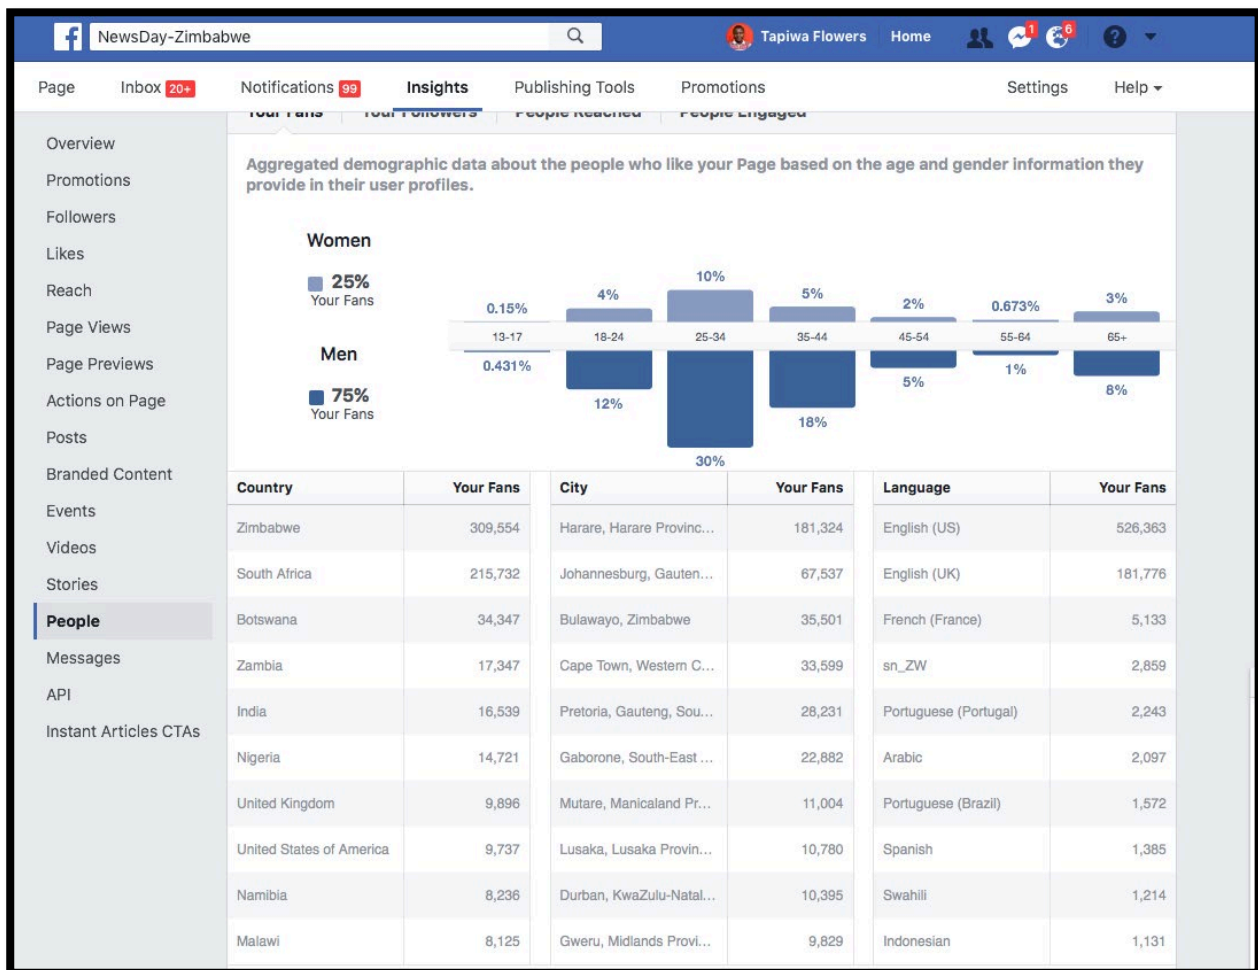 NewsDay-Zimbabwe
Tapiwa Flowers Home 1 6
Page Inbox 20+ Notifications 99 Insights Publishing Tools Promotions Settings Help
Your Fans Your Followers People Reached People Engaged
Overview
Promotions
Followers
Likes
Reach
Page Views
Page Previews
Actions on Page
Posts
Branded Content
Events
Videos
Stories
People
Messages
API
Instant Articles CTAs
Aggregated demographic data about the people who like your Page based on the age and gender information they
provide in their user profiles.
Women
25%
Your Fans
0.15% 4% 10% 5% 2% 0.673% 3%
13-17 18-24 25-34 35-44 45-54 55-64 65+
Men
75%
Your Fans
0.431% 12% 30% 18% 5% 1% 8%
Country Your Fans City Your Fans Language Your Fans
Zimbabwe 309,554 Harare, Harare Provinc... 181,324 English (US) 526,363
South Africa 215,732 Johannesburg, Gauten... 67,537 English (UK) 181,776
Botswana 34,347 Bulawayo, Zimbabwe 35,501 French (France) 5,133
Zambia 17,347 Cape Town, Western C... 33,599 sn_ZW 2,859
India 16,539 Pretoria, Gauteng, Sou... 28,231 Portuguese (Portugal) 2,243
Nigeria 14,721 Gaborone, South-East ... 22,882 Arabic 2,097
United Kingdom 9,896 Mutare, Manicaland Pr... 11,004 Portuguese (Brazil) 1,572
United States of America 9,737 Lusaka, Lusaka Provin... 10,780 Spanish 1,385
Namibia 8,236 Durban, KwaZulu-Natal... 10,395 Swahili 1,214
Malawi 8,125 Gweru, Midlands Provi... 9,829 Indonesian 1,131